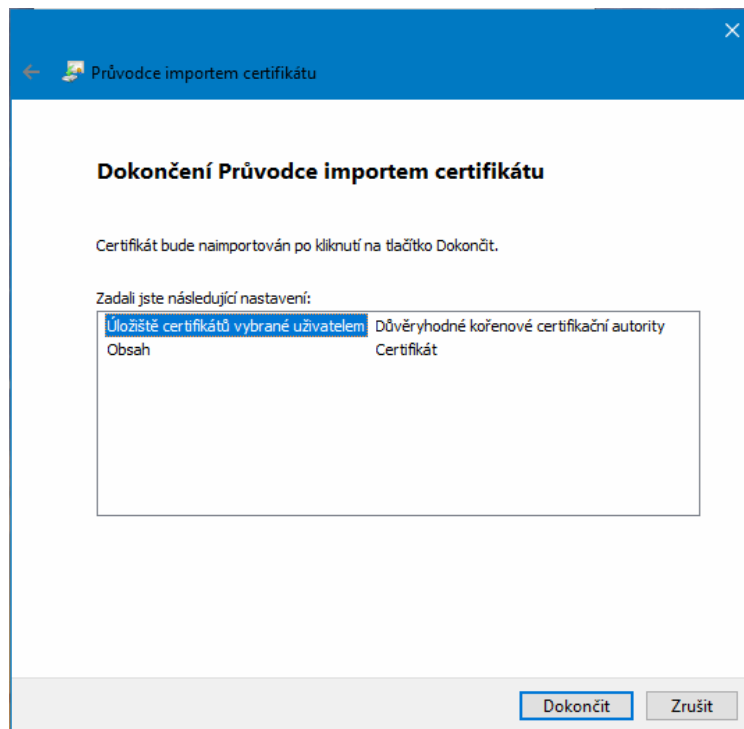 Průvodce importem certifikátu
Dokončení Průvodce importem certifikátu
Certifikát bude naimportován po kliknutí na tlačítko Dokončit.
Zadali jste následující nastavení:
Úložiště certifikátů vybrané uživatelem Důvěryhodné kořenové certifikační autority
Obsah Certifikát
Dokončit Zrušit